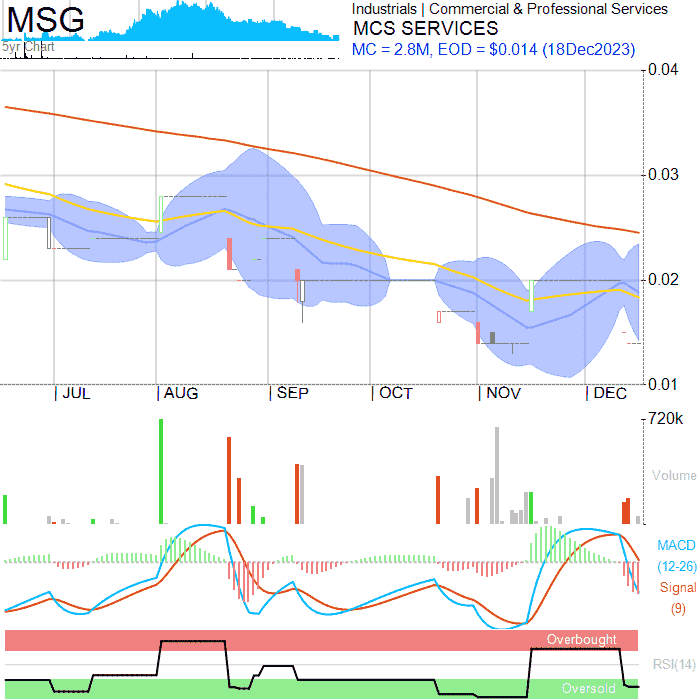 MSG
5yr Chart
Industrials | Commercial & Professional Services
MCS SERVICES
MC = 2.8M, EOD = $0.014 (18Dec2023)
0.04
0.03
0.02
0.01
JUL AUG SEP OCT NOV DEC
720k
Volume
MACD
(12-26)
Signal
(9)
Overbought
RSI(14)
Oversold